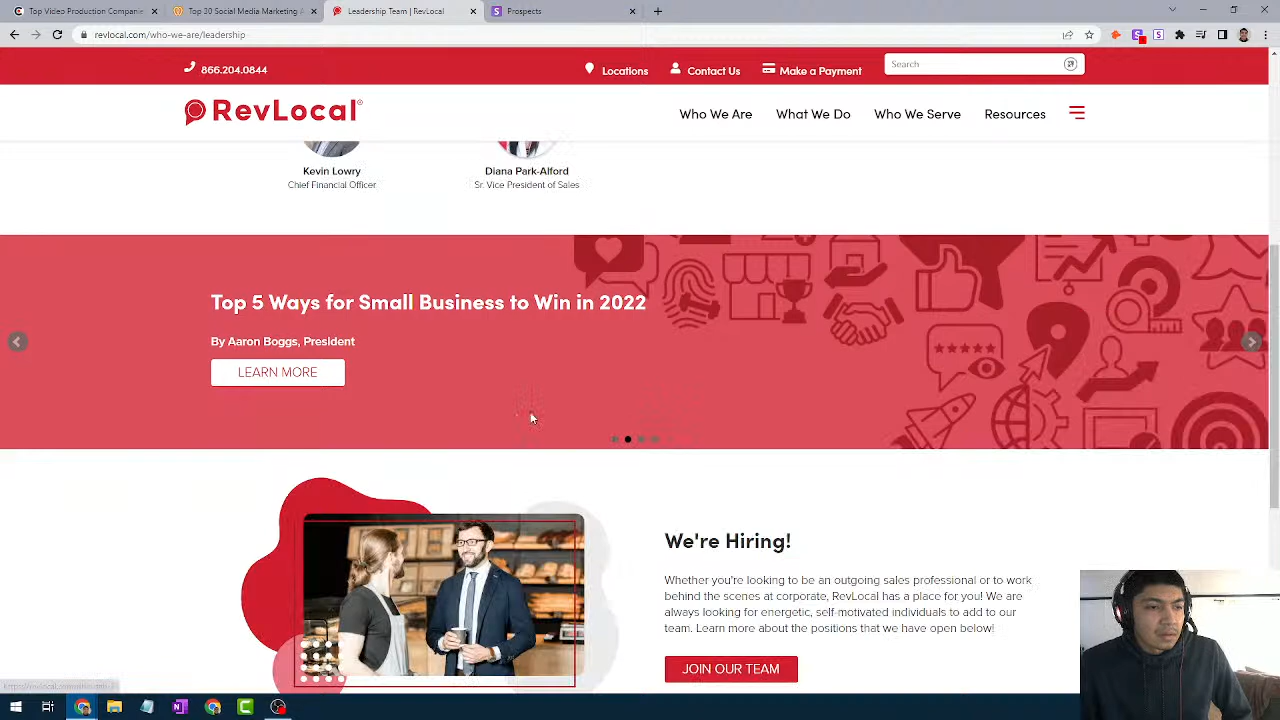 Top Video Production Companie
Top 30 Social Media Marketing A
Leadership Team | RevLocal
Prospects
revlocal.com/who-we-are/leadership
866.204.0844
Locations
Contact Us
Make a Payment
Search
RevLocal
Who We Are
What We Do
Who We Serve
Resources
Kevin Lowry
Chief Financial Officer
Diana Park-Alford
Sr. Vice President of Sales
Top 5 Ways for Small Business to Win in 2022
By Aaron Boggs, President
LEARN MORE
We're Hiring!
Whether you're looking to be an outgoing sales professional or to work
behind the scenes at corporate, RevLocal has a place for you! We are
always looking for energetic, self-motivated individuals to add to our
team. Learn more about the positions that we have open below!
JOIN OUR TEAM